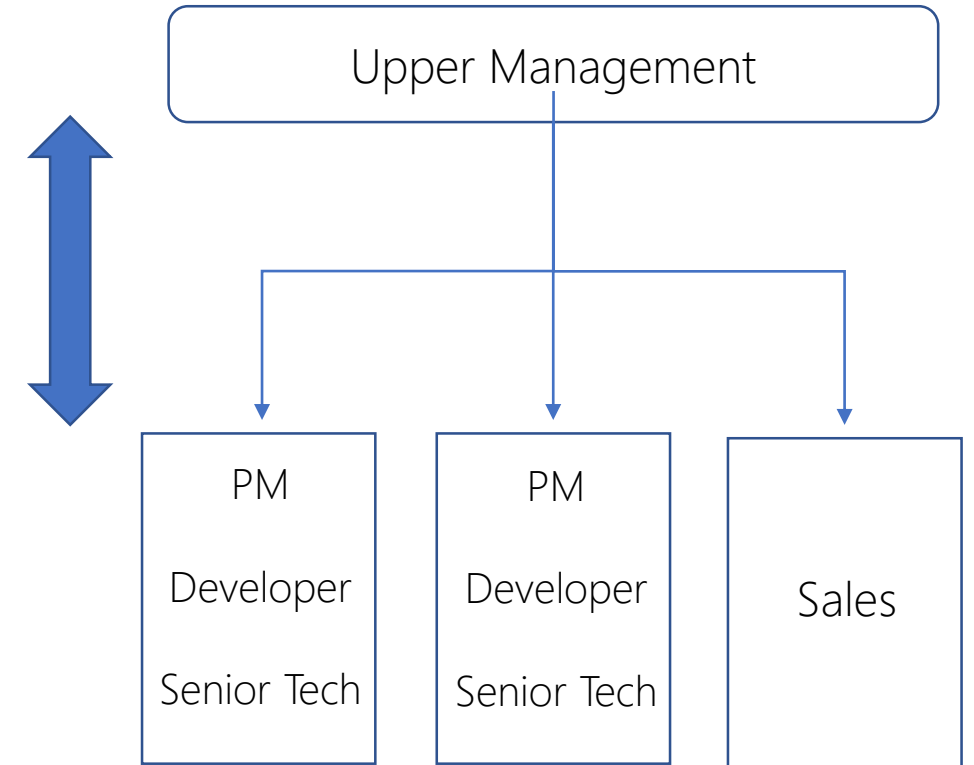 Upper Management
PM
Developer
Senior Tech
PM
Developer
Senior Tech
Sales